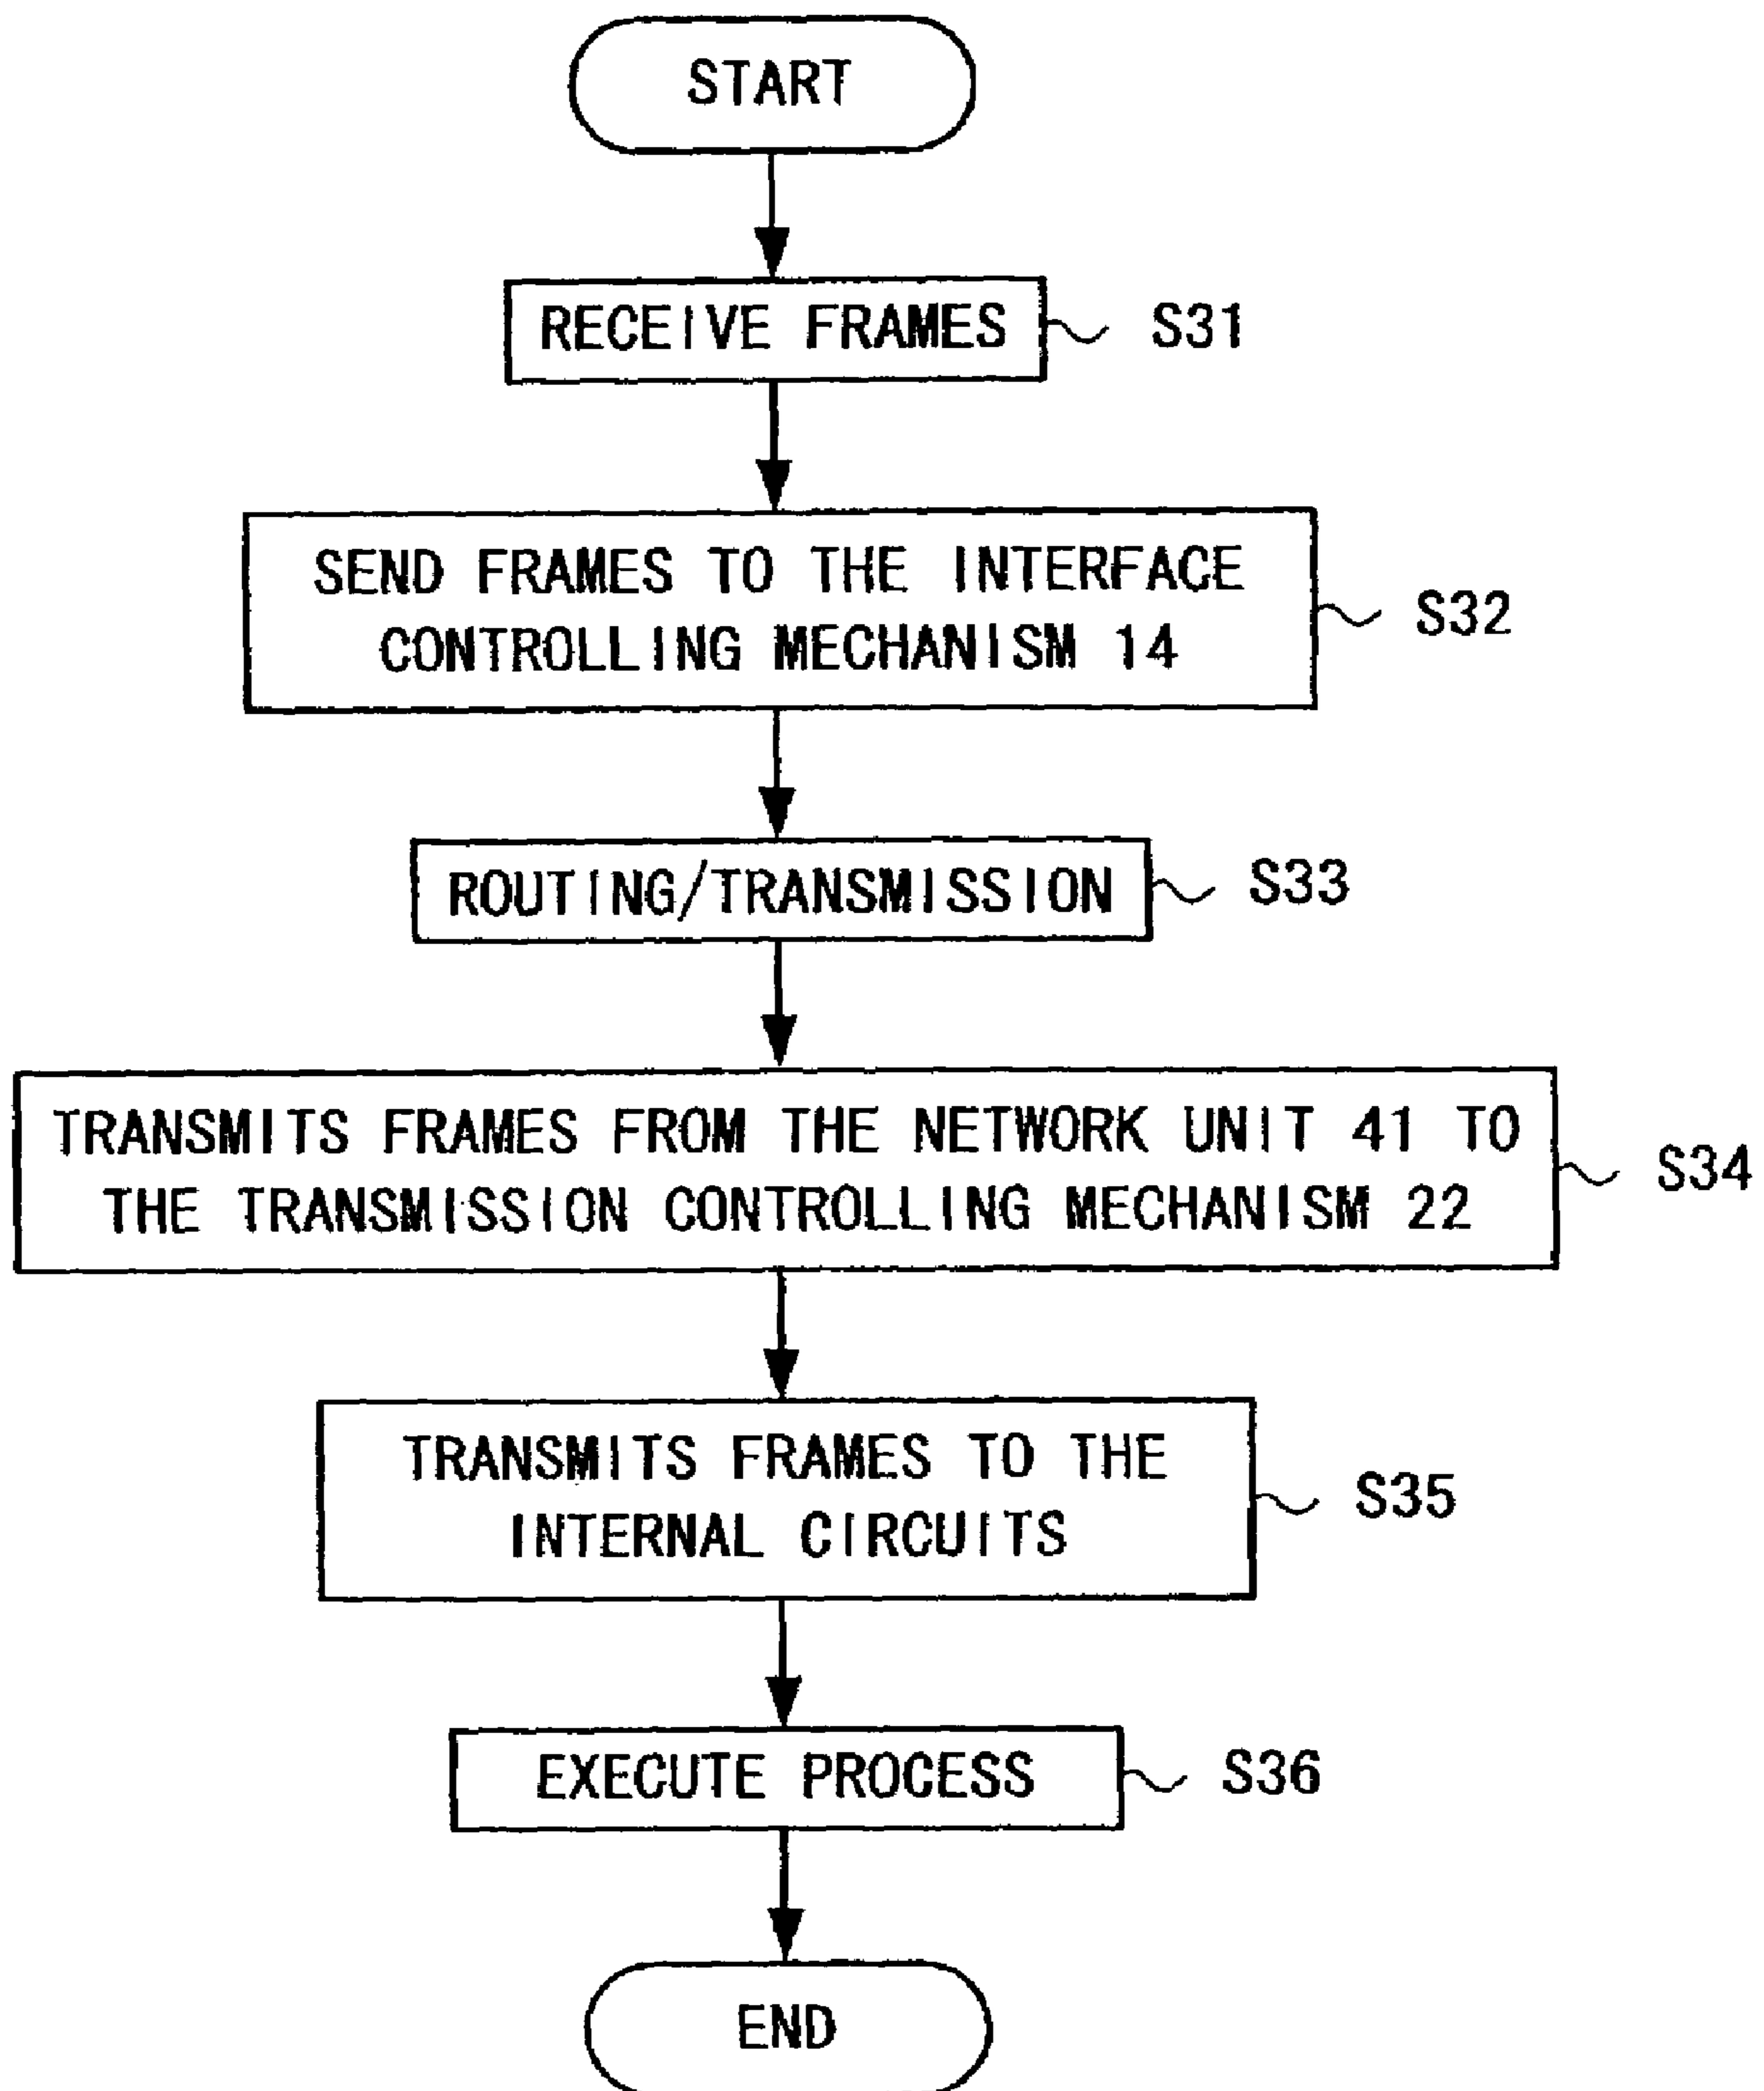 START
RECEIVE FRAMES S31
SEND FRAMES TO THE INTERFACE
CONTROLLING MECHANISM 14 S32
ROUTING/TRANSMISSION S33
TRANSMITS FRAMES FROM THE NETWORK UNIT 41 TO
THE TRANSMISSION CONTROLLING MECHANISM 22 S34
TRANSMITS FRAMES TO THE
INTERNAL CIRCUITS S35
EXECUTE PROCESS S36
END